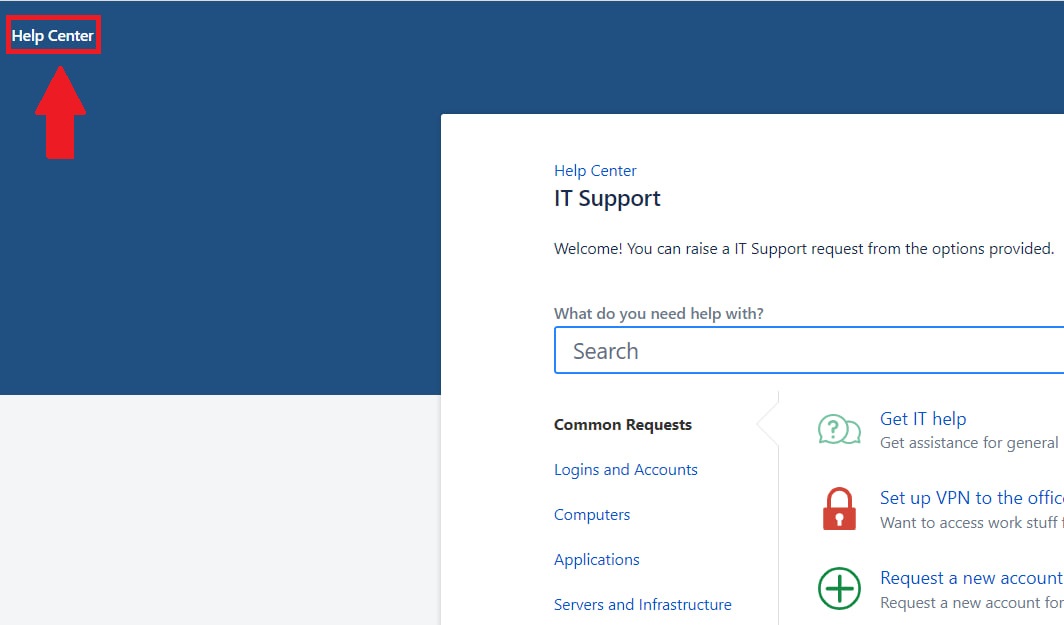 Help Center
Help Center
IT Support
Welcome! You can raise a IT Support request from the options provided.
What do you need help with?
Search
Common Requests
Logins and Accounts
Computers
Applications
Servers and Infrastructure
Get IT help
Get assistance for general
Set up VPN to the offic
Want to access work stuff f
Request a new account
Request a new account for